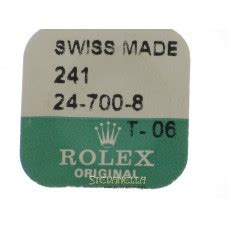 SWISS MADE
241
24-700-8
T-06
ROLEX
ORIGINAL